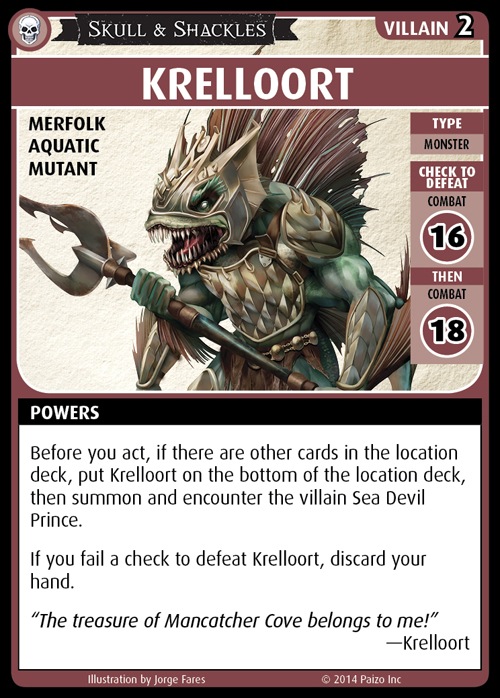 SKULL & SHACKLES
VILLAIN 2
KRELLOORT
MERFOLK
AQUATIC
MUTANT
TYPE
MONSTER
CHECK TO
DEFEAT
COMBAT
16
THEN
COMBAT
18
POWERS
Before you act, if there are other cards in the location
deck, put Krelloort on the bottom of the location deck,
then summon and encounter the villain Sea Devil
Prince.
If you fail a check to defeat Krelloort, discard your
hand.
“The treasure of Mancatcher Cove belongs to me!”
—Krelloort
Illustration by Jorge Fares
© 2014 Paizo Inc